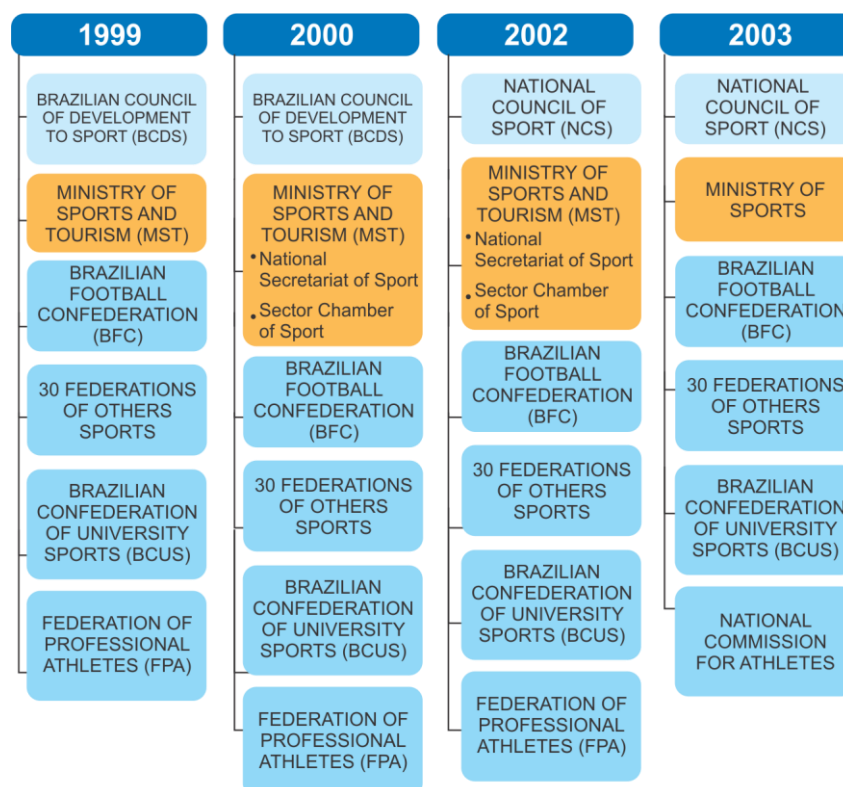 1999
BRAZILIAN COUNCIL
OF DEVELOPMENT
TO SPORT (BCDS)
MINISTRY OF
SPORTS AND
TOURISM (MST)
BRAZILIAN
FOOTBALL
CONFEDERATION
(BFC)
30 FEDERATIONS
OF OTHERS
SPORTS
BRAZILIAN
CONFEDERATION
OF UNIVERSITY
SPORTS (BCUS)
FEDERATION OF
PROFESSIONAL
ATHLETES (FPA)
2000
BRAZILIAN COUNCIL
OF DEVELOPMENT
TO SPORT (BCDS)
MINISTRY OF
SPORTS AND
TOURISM (MST)
• National
Secretariat of Sport
• Sector Chamber
of Sport
BRAZILIAN
FOOTBALL
CONFEDERATION
(BFC)
30 FEDERATIONS
OF OTHERS
SPORTS
BRAZILIAN
CONFEDERATION
OF UNIVERSITY
SPORTS (BCUS)
FEDERATION OF
PROFESSIONAL
ATHLETES (FPA)
2002
NATIONAL
COUNCIL OF
SPORT (NCS)
MINISTRY OF
SPORTS AND
TOURISM (MST)
• National
Secretariat of Sport
• Sector Chamber
of Sport
BRAZILIAN
FOOTBALL
CONFEDERATION
(BFC)
30 FEDERATIONS
OF OTHERS
SPORTS
BRAZILIAN
CONFEDERATION
OF UNIVERSITY
SPORTS (BCUS)
FEDERATION OF
PROFESSIONAL
ATHLETES (FPA)
2003
NATIONAL
COUNCIL OF
SPORT (NCS)
MINISTRY OF
SPORTS
BRAZILIAN
FOOTBALL
CONFEDERATION
(BFC)
30 FEDERATIONS
OF OTHERS
SPORTS
BRAZILIAN
CONFEDERATION
OF UNIVERSITY
SPORTS (BCUS)
NATIONAL
COMMISSION
FOR ATHLETES